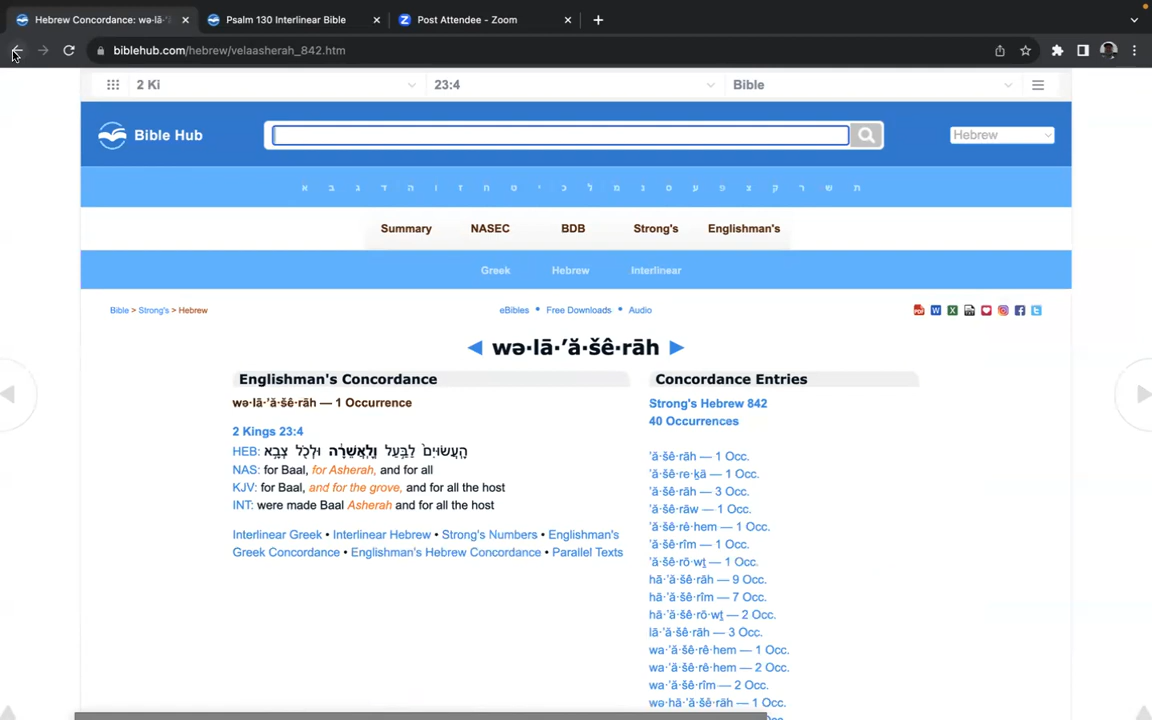 Hebrew Concordance: wə·lā·'ă
Psalm 130 Interlinear Bible
Post Attendee - Zoom
biblehub.com/hebrew/velaasherah_842.htm
2 Ki
23:4
Bible
Bible Hub
Hebrew
א ב ג ד ה ו ז ח ט י כ ל מ נ ס ע פ צ ק ר ש ת
Summary NASEC BDB Strong's Englishman's
Greek Hebrew Interlinear
Bible > Strong's > Hebrew
eBibles • Free Downloads • Audio
◄ wə·lā·'ă·šê·rāh ►
Englishman's Concordance
wə·lā·'ă·šê·rāh — 1 Occurrence
2 Kings 23:4
HEB: הָֽעֲשׂוּיִם֙ לַבַּ֣עַל וְלָֽאֲשֵׁרָ֔ה וּלְכֹ֖ל צְבָ֣א
NAS: for Baal, for Asherah, and for all
KJV: for Baal, and for the grove, and for all the host
INT: were made Baal Asherah and for all the host
Interlinear Greek • Interlinear Hebrew • Strong's Numbers • Englishman's
Greek Concordance • Englishman's Hebrew Concordance • Parallel Texts
Concordance Entries
Strong's Hebrew 842
40 Occurrences
'ă·šê·rāh — 1 Occ.
'ă·šê·re·ḵā — 1 Occ.
'ă·šê·rāh — 3 Occ.
'ă·šê·rāw — 1 Occ.
'ă·šê·rê·hem — 1 Occ.
'ă·šê·rîm — 1 Occ.
'ă·šê·rō·wṯ — 1 Occ.
hā·'ă·šê·rāh — 9 Occ.
hā·'ă·šê·rîm — 7 Occ.
hā·'ă·šê·rō·wṯ — 2 Occ.
lā·'ă·šê·rāh — 3 Occ.
wa·'ă·šê·rê·hem — 1 Occ.
wa·'ă·šê·rê·hem — 2 Occ.
wa·'ă·šê·rîm — 2 Occ.
wə·hā·'ă·šê·rāh — 1 Occ.